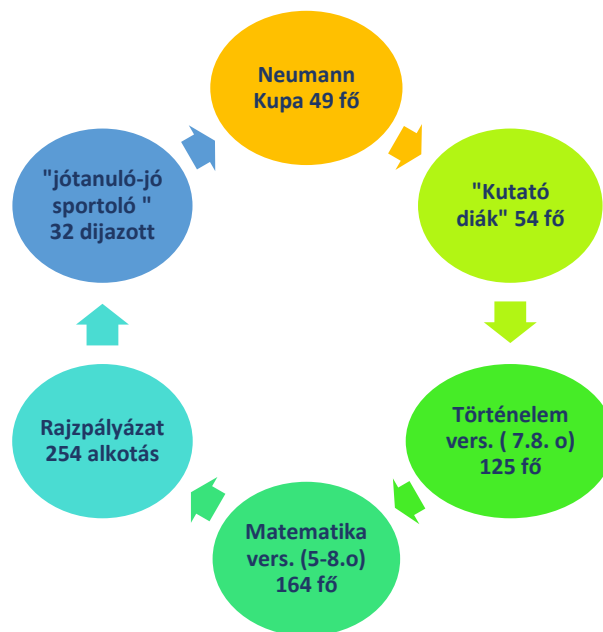 Neumann
Kupa 49 fő
"Kutató
diák" 54 fő
Történelem
vers. ( 7.8. o)
125 fő
Matematika
vers. (5-8.o)
164 fő
Rajzpályázat
254 alkotás
"jótanuló-jó
sportoló "
32 dijazott